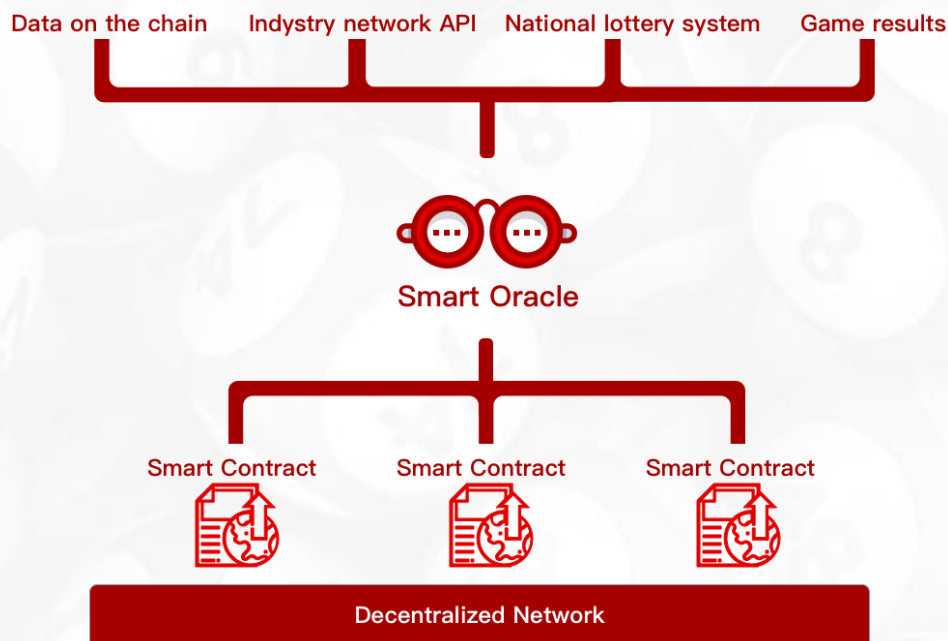 Data on the chain Indystry network API National lottery system Game results
Smart Oracle
Smart Contract Smart Contract Smart Contract
Decentralized Network